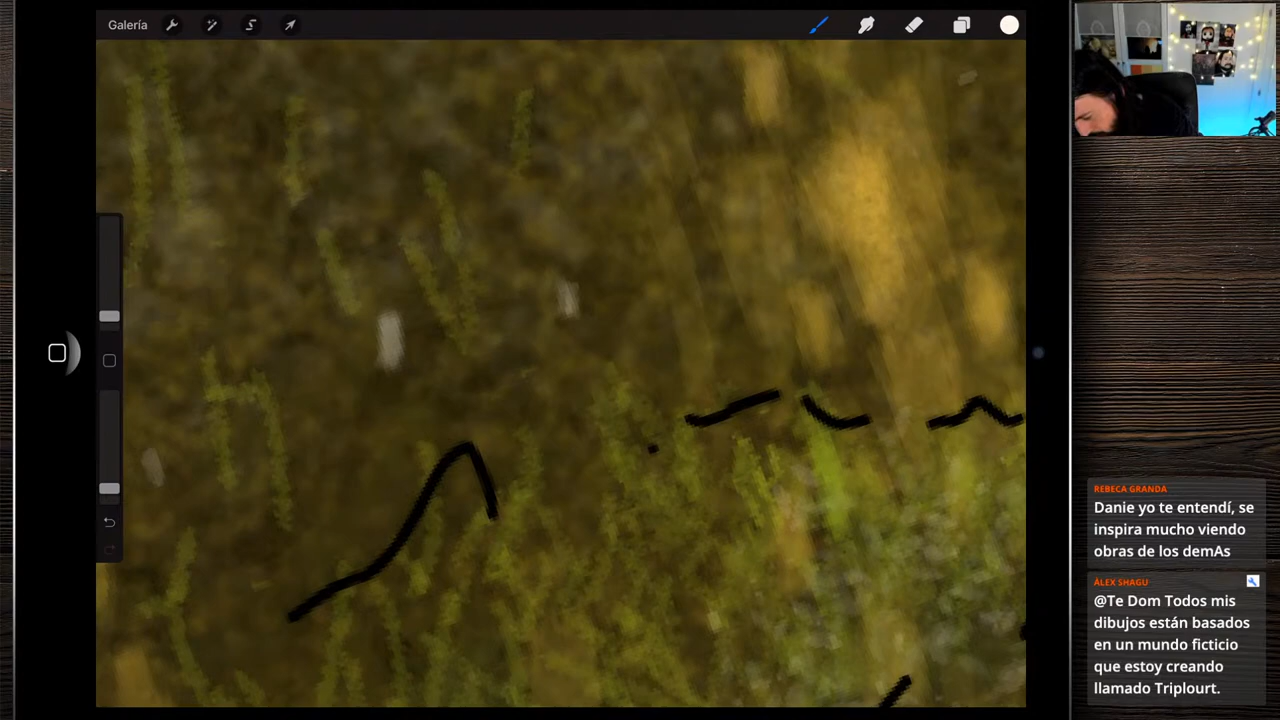 Galería
REBECA GRANDA
Danie yo te entendí, se
inspira mucho viendo
obras de los demAs
ÁLEX SHAGU
@Te Dom Todos mis
dibujos están basados
en un mundo ficticio
que estoy creando
llamado Triplourt.